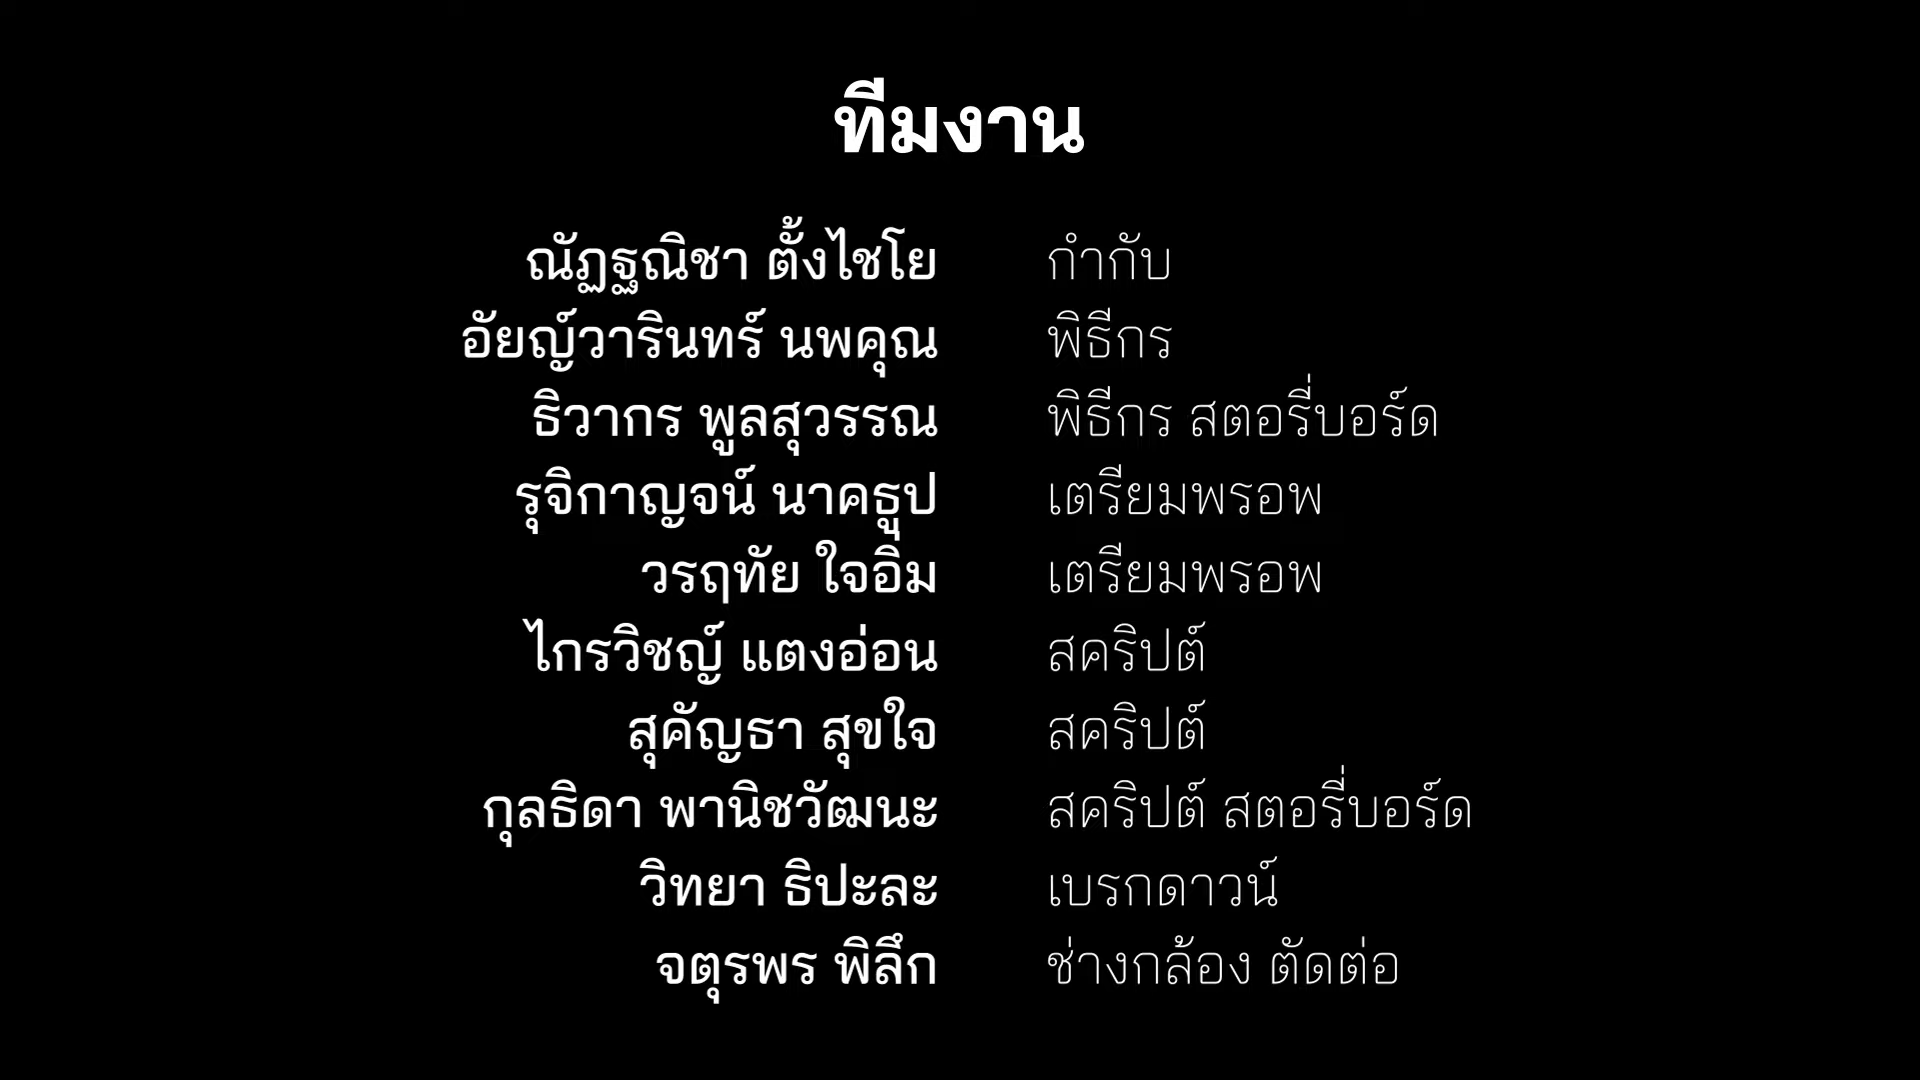 ทีมงาน
ณัฏฐณิชา ตั้งไชโย กำกับ
อัยญ์วารินทร์ นพคุณ พิธีกร
ธิวากร พูลสุวรรณ พิธีกร สตอรี่บอร์ด
รุจิกาญจน์ นาคธูป เตรียมพรอพ
วรฤทัย ใจอิ่ม เตรียมพรอพ
ไกรวิชญ์ แตงอ่อน สคริปต์
สุคัญธา สุขใจ สคริปต์
กุลธิดา พานิชวัฒนะ สคริปต์ สตอรี่บอร์ด
วิทยา ธิปะละ เบรกดาวน์
จตุรพร พิลึก ช่างกล้อง ตัดต่อ